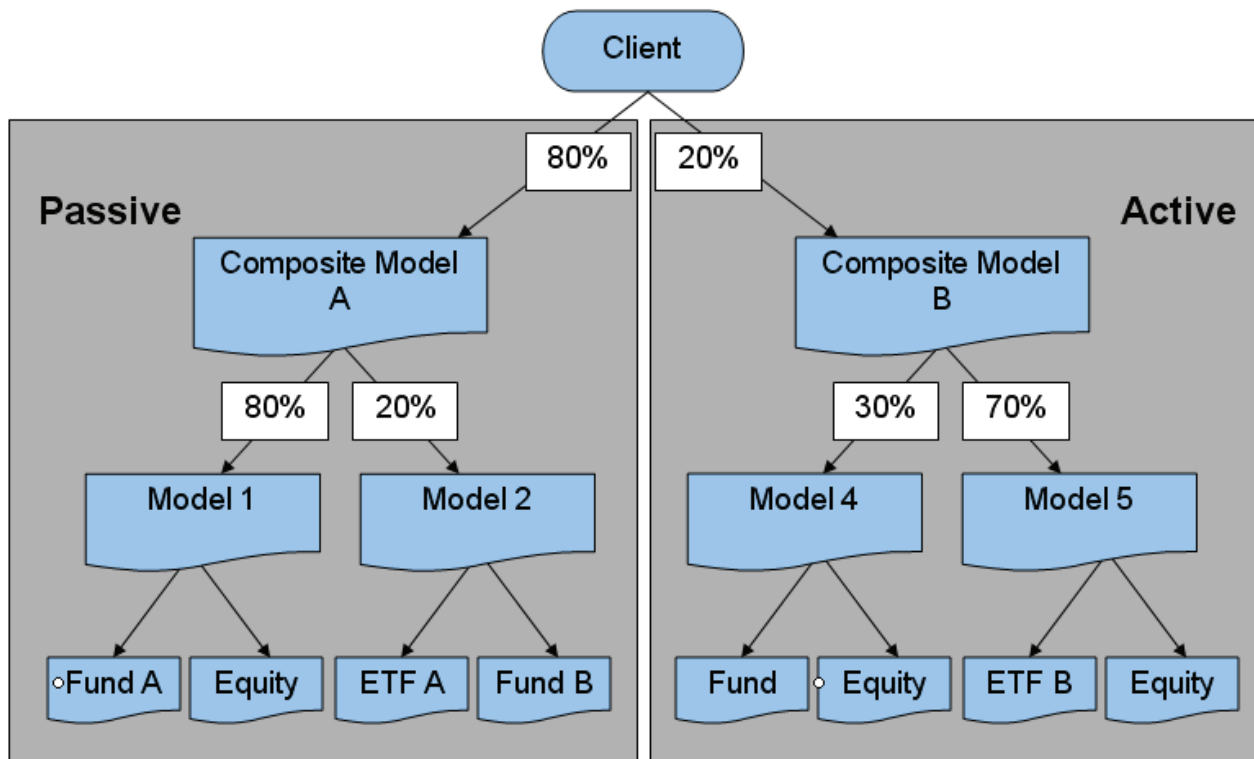 Client
80%
20%
Passive
Active
Composite Model
A
Composite Model
B
80%
20%
30%
70%
Model 1
Model 2
Model 4
Model 5
Fund A
Equity
ETF A
Fund B
Fund
Equity
ETF B
Equity